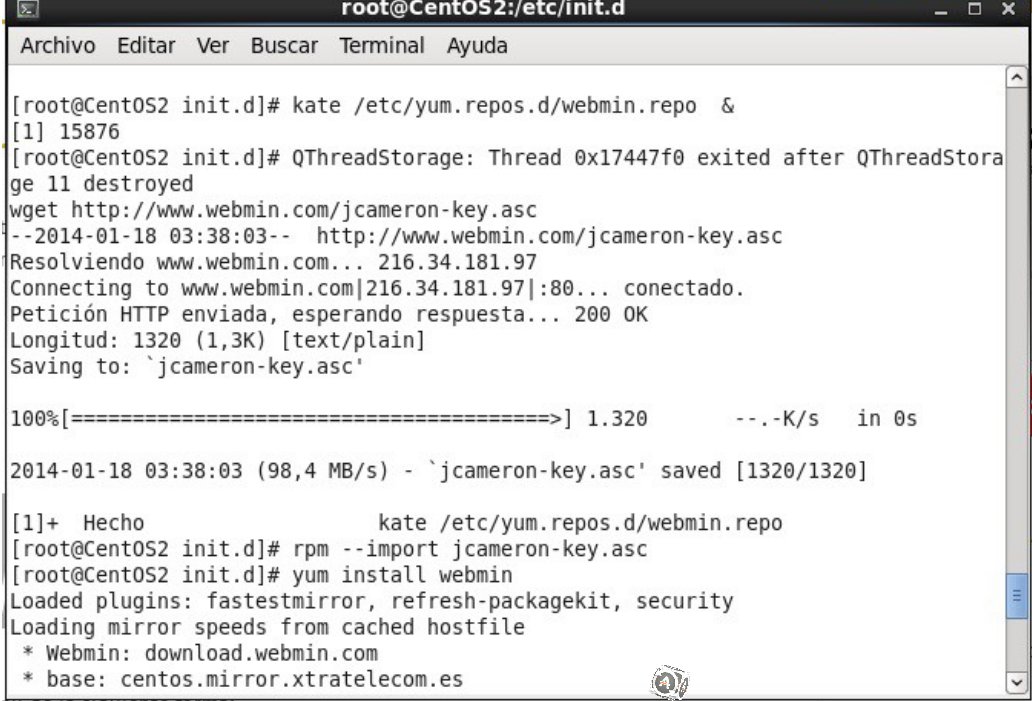 root@CentOS2:/etc/init.d
Archivo Editar Ver Buscar Terminal Ayuda
[root@CentOS2 init.d]# kate /etc/yum.repos.d/webmin.repo  &
[1] 15876
[root@CentOS2 init.d]# QThreadStorage: Thread 0x17447f0 exited after QThreadStora
ge 11 destroyed
wget http://www.webmin.com/jcameron-key.asc
--2014-01-18 03:38:03--  http://www.webmin.com/jcameron-key.asc
Resolviendo www.webmin.com... 216.34.181.97
Connecting to www.webmin.com|216.34.181.97|:80... conectado.
Petición HTTP enviada, esperando respuesta... 200 OK
Longitud: 1320 (1,3K) [text/plain]
Saving to: `jcameron-key.asc'
100%[=======================================>] 1.320       --.-K/s   in 0s
2014-01-18 03:38:03 (98,4 MB/s) - `jcameron-key.asc' saved [1320/1320]
[1]+  Hecho                   kate /etc/yum.repos.d/webmin.repo
[root@CentOS2 init.d]# rpm --import jcameron-key.asc
[root@CentOS2 init.d]# yum install webmin
Loaded plugins: fastestmirror, refresh-packagekit, security
Loading mirror speeds from cached hostfile
 * Webmin: download.webmin.com
 * base: centos.mirror.xtratelecom.es